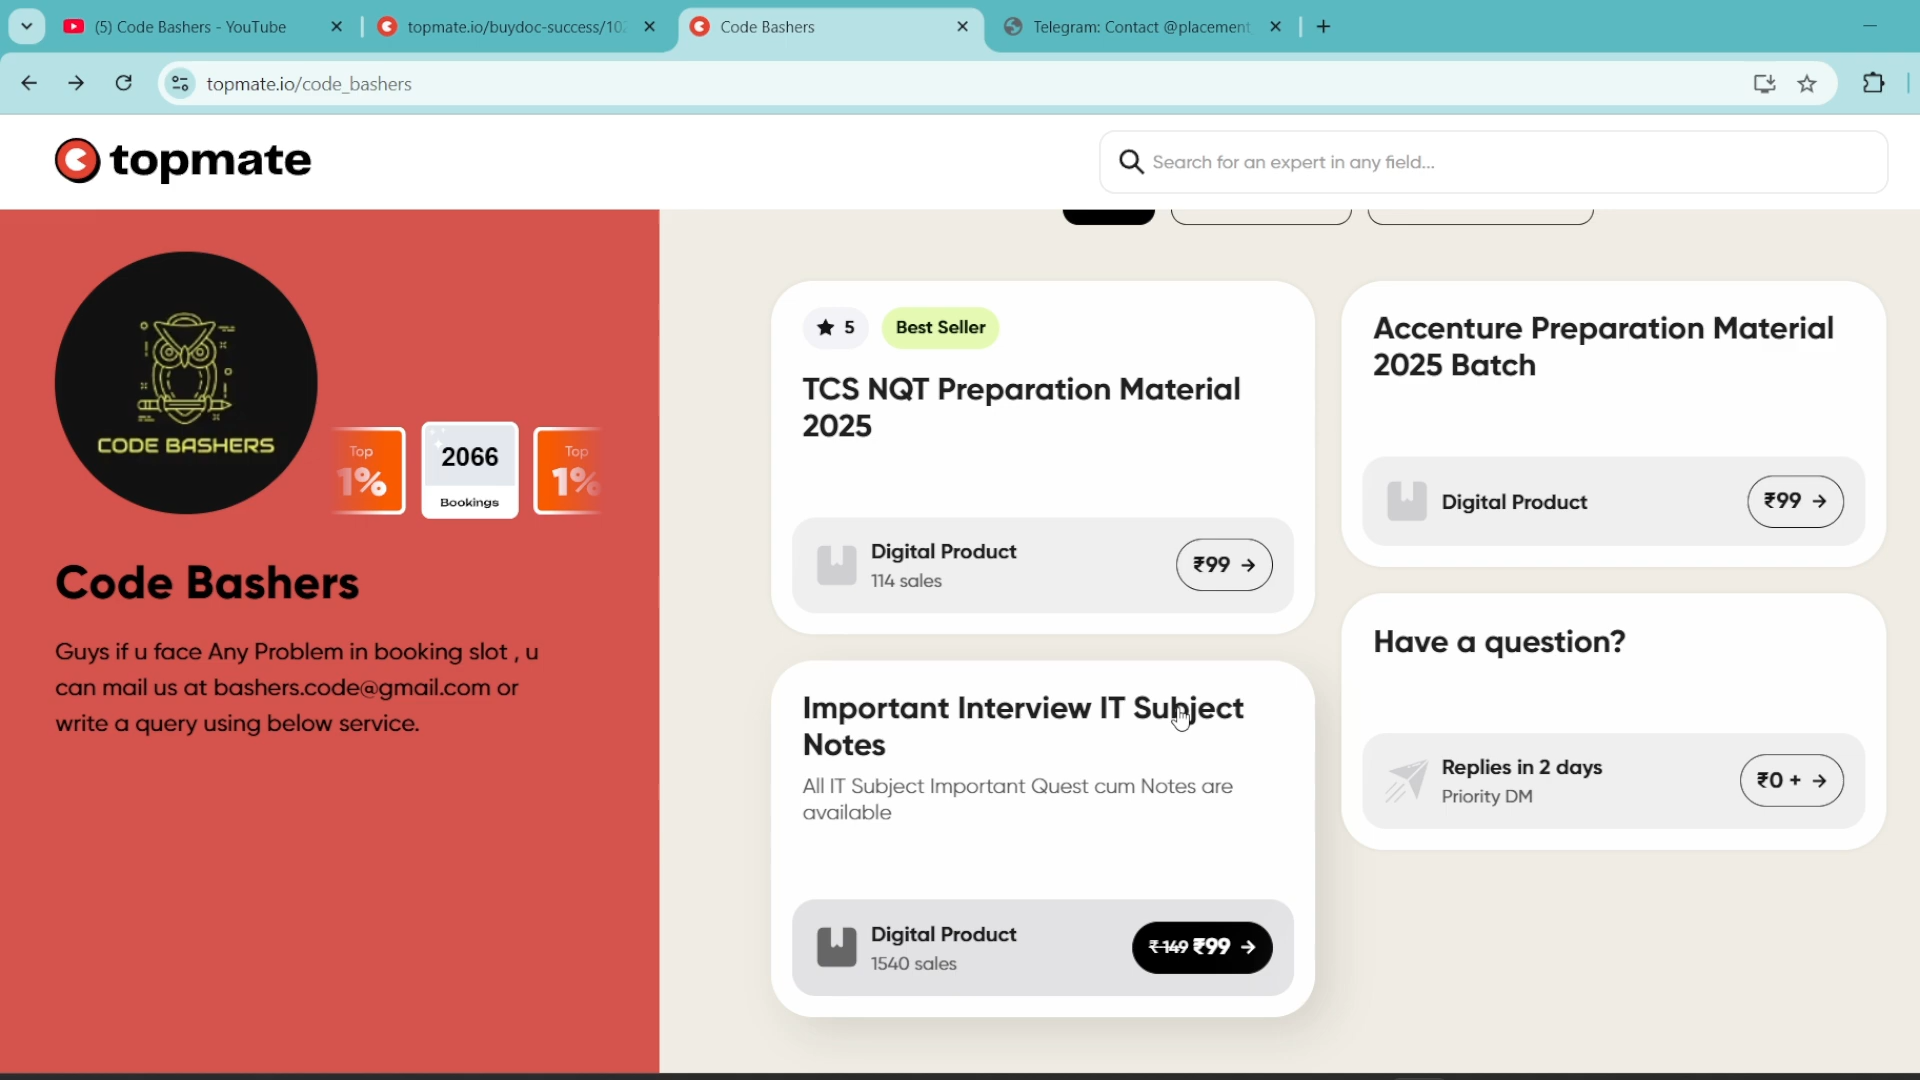 (5) Code Bashers - YouTube
topmate.io/buydoc-success/10
Code Bashers
Telegram: Contact @placement
topmate.io/code_bashers
topmate
Search for an expert in any field...
CODE BASHERS
Top
1%
2066
Bookings
Top
1%
Code Bashers
Guys if u face Any Problem in booking slot , u
can mail us at bashers.code@gmail.com or
write a query using below service.
5
Best Seller
TCS NQT Preparation Material
2025
Digital Product
114 sales
₹99 →
Important Interview IT Subject
Notes
All IT Subject Important Quest cum Notes are
available
Digital Product
1540 sales
₹149 ₹99 →
Accenture Preparation Material
2025 Batch
Digital Product
₹99 →
Have a question?
Replies in 2 days
Priority DM
₹0 + →